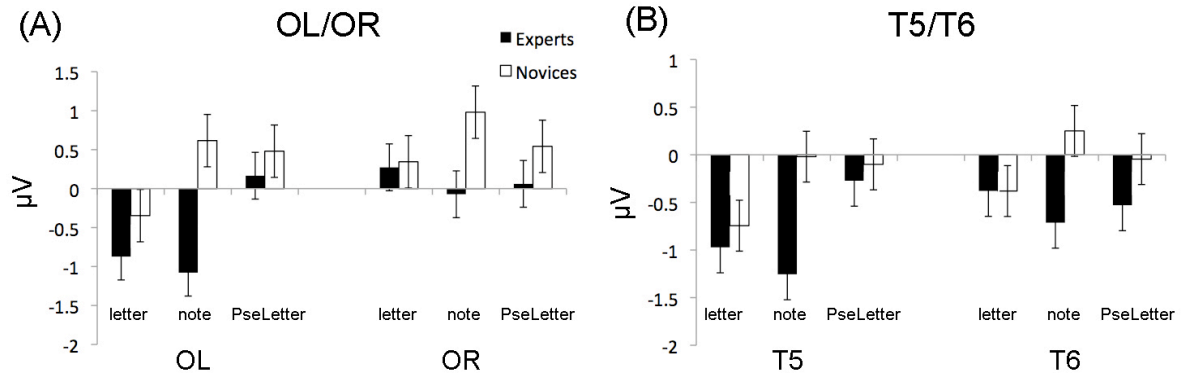 (A) OL/OR
Experts
Novices
1.5
1
0.5
0
-0.5
-1
-1.5
-2
µV
letter note PseLetter letter note PseLetter
OL OR
(B) T5/T6
1
0.5
0
-0.5
-1
-1.5
-2
µV
letter note PseLetter letter note PseLetter
T5 T6